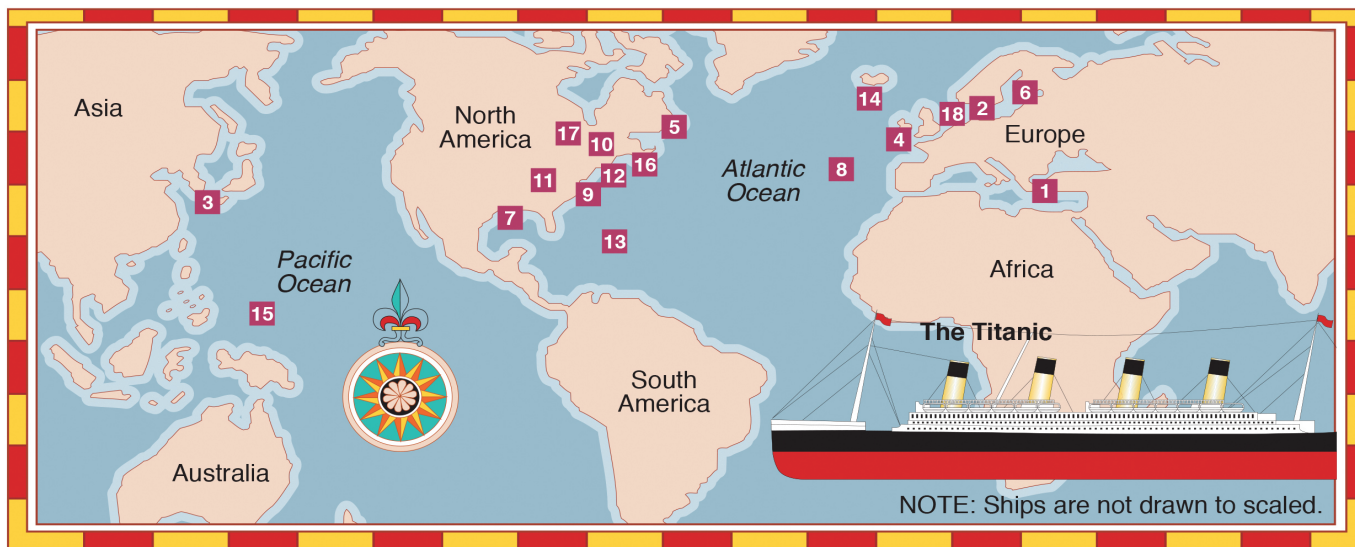 Asia
North
America
Europe
Atlantic
Ocean
Pacific
Ocean
Africa
The Titanic
South
America
Australia
NOTE: Ships are not drawn to scaled.
14
6
18
2
5
17
4
10
16
8
12
11
1
9
3
7
13
15